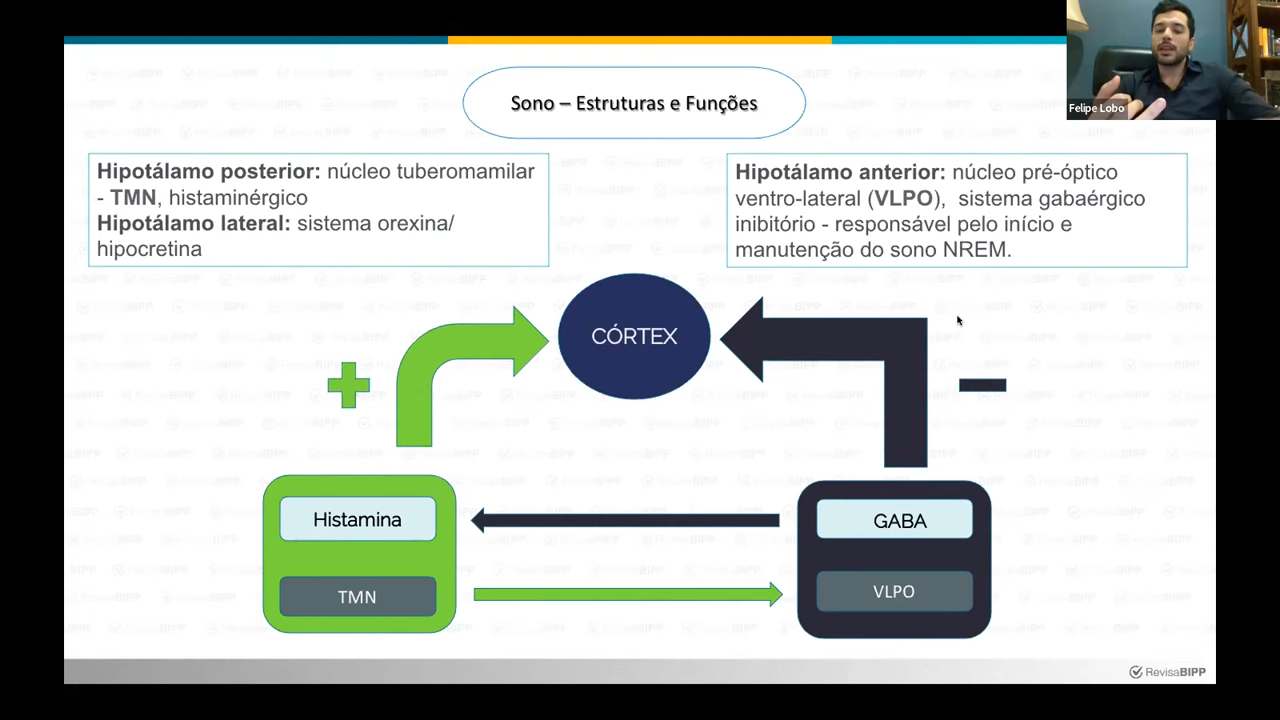 Felipe Lobo
Sono – Estruturas e Funções
Hipotálamo posterior: núcleo tuberomamilar
- TMN, histaminérgico
Hipotálamo lateral: sistema orexina/
hipocretina
Hipotálamo anterior: núcleo pré-óptico
ventro-lateral (VLPO), sistema gabaérgico
inibitório - responsável pelo início e
manutenção do sono NREM.
CÓRTEX
Histamina
GABA
TMN
VLPO
RevisaBIPP